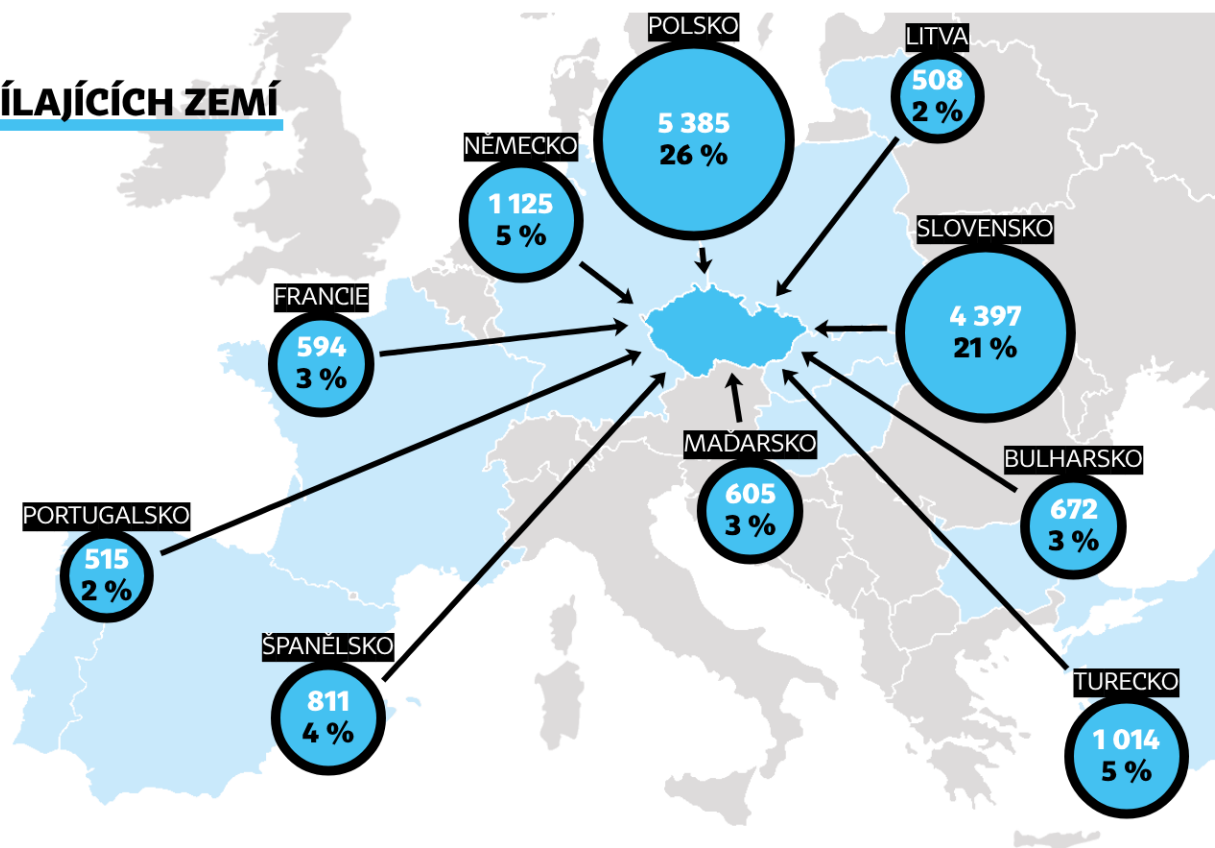 ÍLAJÍCÍCH ZEMÍ
POLSKO
5 385
26 %
LITVA
508
2 %
NĚMECKO
1 125
5 %
SLOVENSKO
4 397
21 %
FRANCIE
594
3 %
MAĎARSKO
605
3 %
BULHARSKO
672
3 %
PORTUGALSKO
515
2 %
ŠPANĚLSKO
811
4 %
TURECKO
1 014
5 %